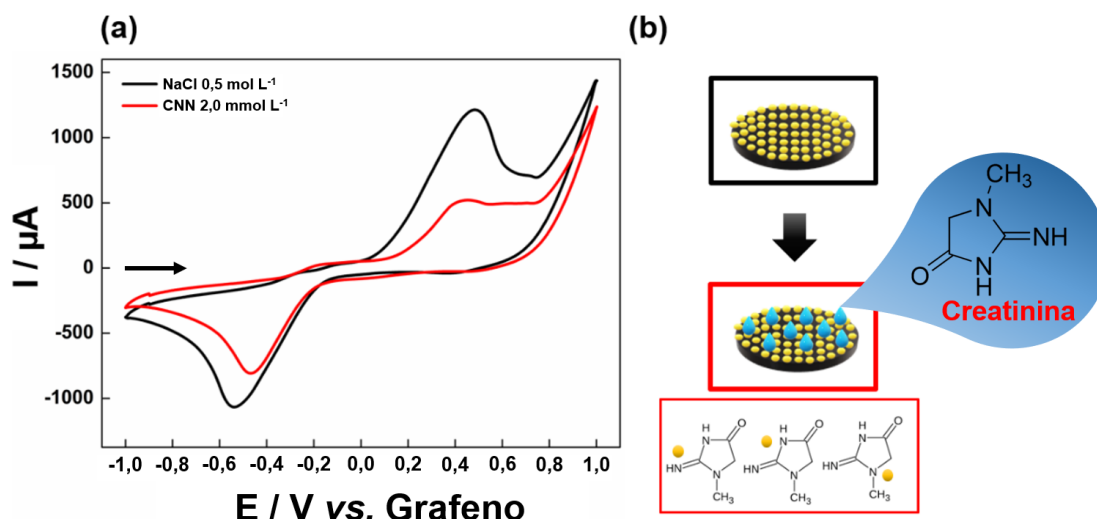 (a)
I / µA
1500
1000
500
0
-500
-1000
NaCl 0,5 mol L⁻¹
CNN 2,0 mmol L⁻¹
-1,0 -0,8 -0,6 -0,4 -0,2 0,0 0,2 0,4 0,6 0,8 1,0
E / V vs. Grafeno
(b)
CH₃
N
NH
O
N
H
Creatinina
H
N
O
HN
N
CH₃
H
N
O
HN
N
CH₃
H
N
O
HN
N
CH₃